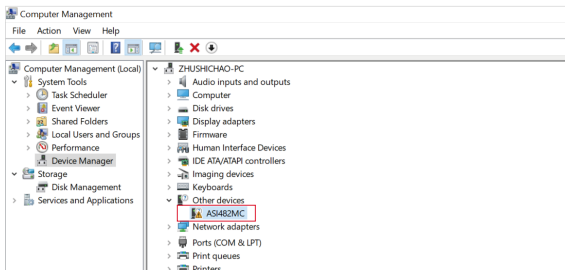 Computer Management
File Action View Help
Computer Management (Local)
System Tools
Task Scheduler
Event Viewer
Shared Folders
Local Users and Groups
Performance
Device Manager
Storage
Disk Management
Services and Applications
ZHUSHICHAO-PC
Audio inputs and outputs
Computer
Disk drives
Display adapters
Firmware
Human Interface Devices
IDE ATA/ATAPI controllers
Imaging devices
Keyboards
Other devices
ASI482MC
Network adapters
Ports (COM & LPT)
Print queues
Printers